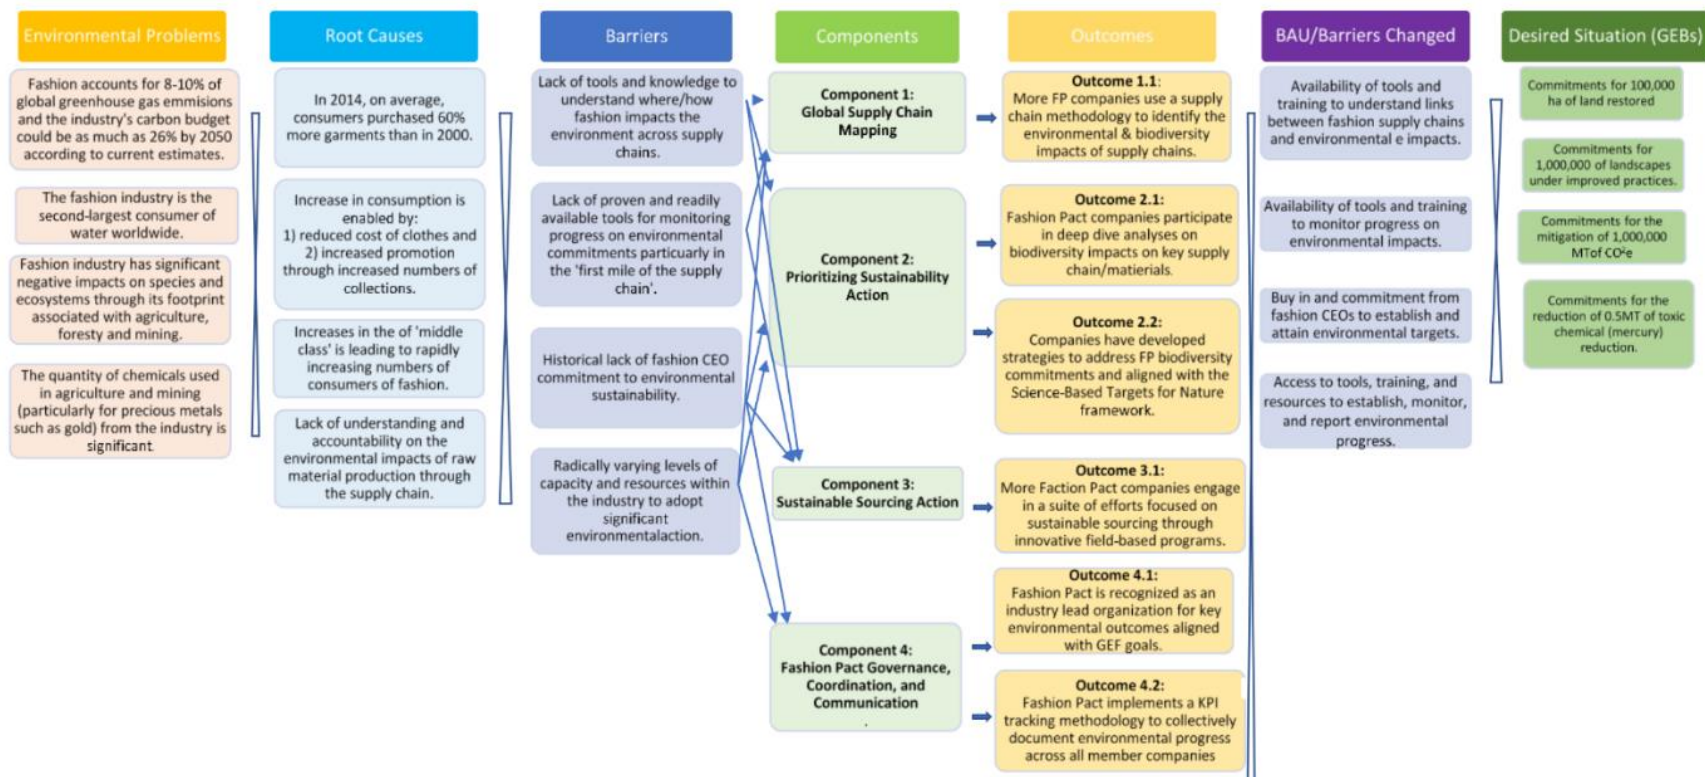 Environmental Problems
Fashion accounts for 8-10% of
global greenhouse gas emmisions
and the industry's carbon budget
could be as much as 26% by 2050
according to current estimates.
The fashion industry is the
second-largest consumer of
water worldwide.
Fashion industry has significant
negative impacts on species and
ecosystems through its footprint
associated with agriculture,
foresty and mining.
The quantity of chemicals used
in agriculture and mining
(particularly for precious metals
such as gold) from the industry is
significant.
Root Causes
In 2014, on average,
consumers purchased 60%
more garments than in 2000.
Increase in consumption is
enabled by:
1) reduced cost of clothes and
2) increased promotion
through increased numbers of
collections.
Increases in the of 'middle
class' is leading to rapidly
increasing numbers of
consumers of fashion.
Lack of understanding and
accountability on the
environmental impacts of raw
material production through
the supply chain.
Barriers
Lack of tools and knowledge to
understand where/how
fashion impacts the
environment across supply
chains.
Lack of proven and readily
available tools for monitoring
progress on environmental
commitments particuarly in
the 'first mile of the supply
chain'.
Historical lack of fashion CEO
commitment to environmental
sustainability.
Radically varying levels of
capacity and resources within
the industry to adopt
significant
environmentalaction.
Components
Component 1:
Global Supply Chain
Mapping
Component 2:
Prioritizing Sustainability
Action
Component 3:
Sustainable Sourcing Action
Component 4:
Fashion Pact Governance,
Coordination, and
Communication
.
Outcomes
Outcome 1.1:
More FP companies use a supply
chain methodology to identify the
environmental & biodiversity
impacts of supply chains.
Outcome 2.1:
Fashion Pact companies participate
in deep dive analyses on
biodiversity impacts on key supply
chain/materials.
Outcome 2.2:
Companies have developed
strategies to address FP biodiversity
commitments and aligned with the
Science-Based Targets for Nature
framework.
Outcome 3.1:
More Faction Pact companies engage
in a suite of efforts focused on
sustainable sourcing through
innovative field-based programs.
Outcome 4.1:
Fashion Pact is recognized as an
industry lead organization for key
environmental outcomes aligned
with GEF goals.
Outcome 4.2:
Fashion Pact implements a KPI
tracking methodology to collectively
document environmental progress
across all member companies
BAU/Barriers Changed
Availability of tools and
training to understand links
between fashion supply chains
and environmental e impacts.
Availability of tools and training
to monitor progress on
environmental impacts.
Buy in and commitment from
fashion CEOs to establish and
attain environmental targets.
Access to tools, training, and
resources to establish, monitor,
and report environmental
progress.
Desired Situation (GEBs)
Commitments for 100,000
ha of land restored
Commitments for
1,000,000 of landscapes
under improved practices.
Commitments for the
mitigation of 1,000,000
MTof CO²e
Commitments for the
reduction of 0.5MT of toxic
chemical (mercury)
reduction.